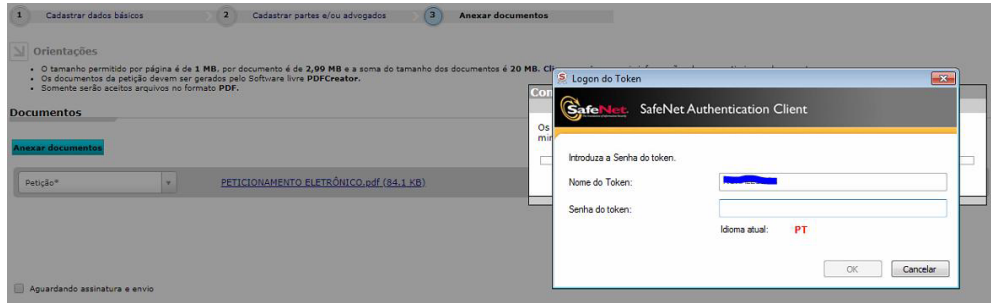 1 Cadastrar dados básicos 2 Cadastrar partes e/ou advogados 3 Anexar documentos
Orientações
• O tamanho permitido por página é de 1 MB, por documento é de 2,99 MB e a soma do tamanho dos documentos é 20 MB.
• Os documentos da petição devem ser gerados pelo Software livre PDFCreator.
• Somente serão aceitos arquivos no formato PDF.
Documentos
Anexar documentos
Petição* PETICIONAMENTO ELETRÔNICO.pdf (84.1 KB)
Aguardando assinatura e envio
Con
Os
min
Logon do Token
SafeNet. SafeNet Authentication Client
Introduza a Senha do token.
Nome do Token:
Senha do token:
Idioma atual: PT
OK Cancelar